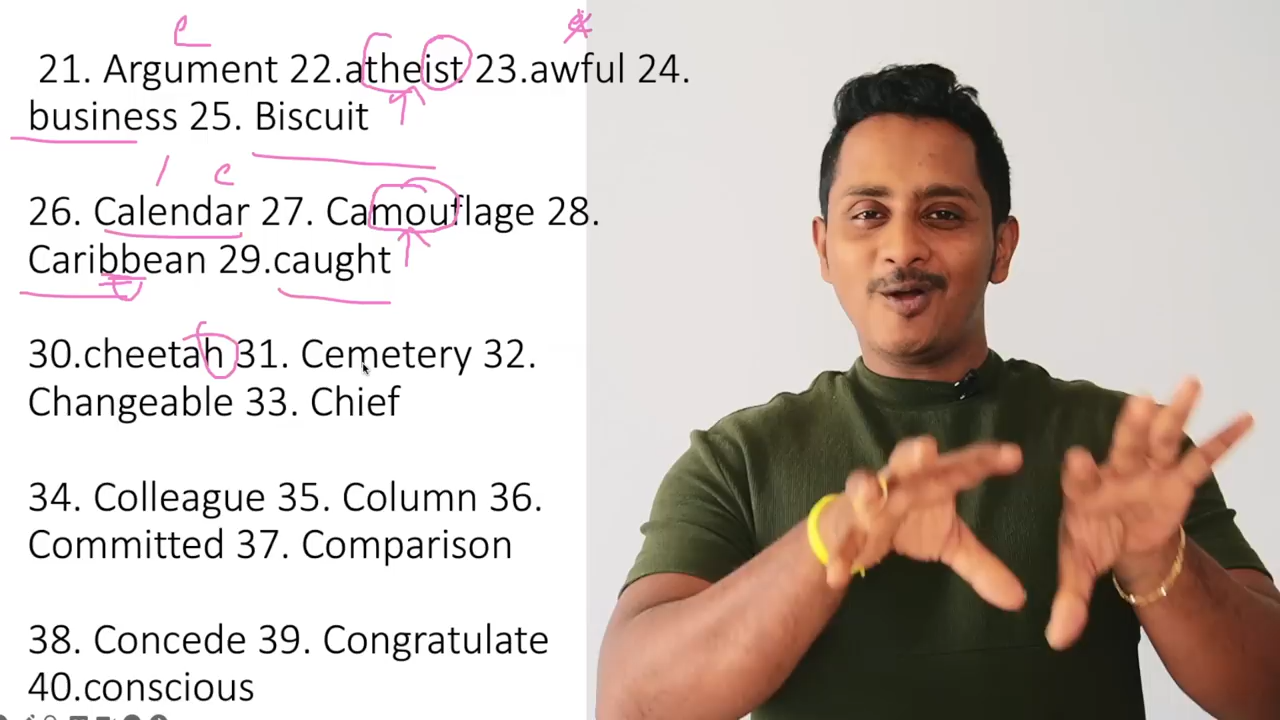 21. Argument 22.atheist 23.awful 24.
business 25. Biscuit
26. Calendar 27. Camouflage 28.
Caribbean 29.caught
30.cheetah 31. Cemetery 32.
Changeable 33. Chief
34. Colleague 35. Column 36.
Committed 37. Comparison
38. Concede 39. Congratulate
40.conscious